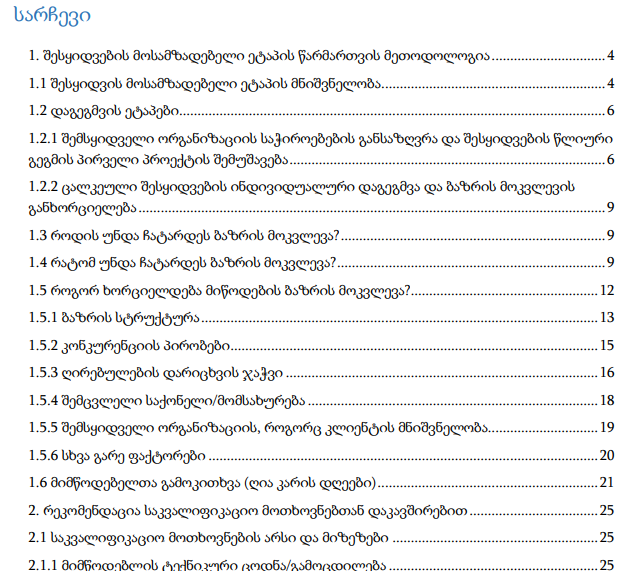 სარჩევი
1. შესყიდვების მოსამზადებელი ეტაპის წარმართვის მეთოდოლოგია 4
1.1 შესყიდვის მოსამზადებელი ეტაპის მნიშვნელობა 4
1.2 დაგეგმვის ეტაპები 6
1.2.1 შემსყიდველი ორგანიზაციის საჭიროებების განსაზღვრა და შესყიდვების წლიური
გეგმის პირველი პროექტის შემუშავება 6
1.2.2 ცალკეული შესყიდვების ინდივიდუალური დაგეგმვა და ბაზრის მოკვლევის
განხორციელება 9
1.3 როდის უნდა ჩატარდეს ბაზრის მოკვლევა? 9
1.4 რატომ უნდა ჩატარდეს ბაზრის მოკვლევა? 9
1.5 როგორ ხორციელდება მიწოდების ბაზრის მოკვლევა? 12
1.5.1 ბაზრის სტრუქტურა 13
1.5.2 კონკურენციის პირობები 15
1.5.3 ღირებულების დარიცხვის ჯაჭვი 16
1.5.4 შემცვლელი საქონელი/მომსახურება 18
1.5.5 შემსყიდველი ორგანიზაციის, როგორც კლიენტის მნიშვნელობა 19
1.5.6 სხვა გარე ფაქტორები 20
1.6 მიმწოდებელთა გამოკითხვა (ღია კარის დღეები) 21
2. რეკომენდაცია საკვალიფიკაციო მოთხოვნებთან დაკავშირებით 25
2.1 საკვალიფიკაციო მოთხოვნების არსი და მიზეზები 25
2.1.1 მიმწოდებლის ტექნიკური ცოდნა/გამოცდილება 25